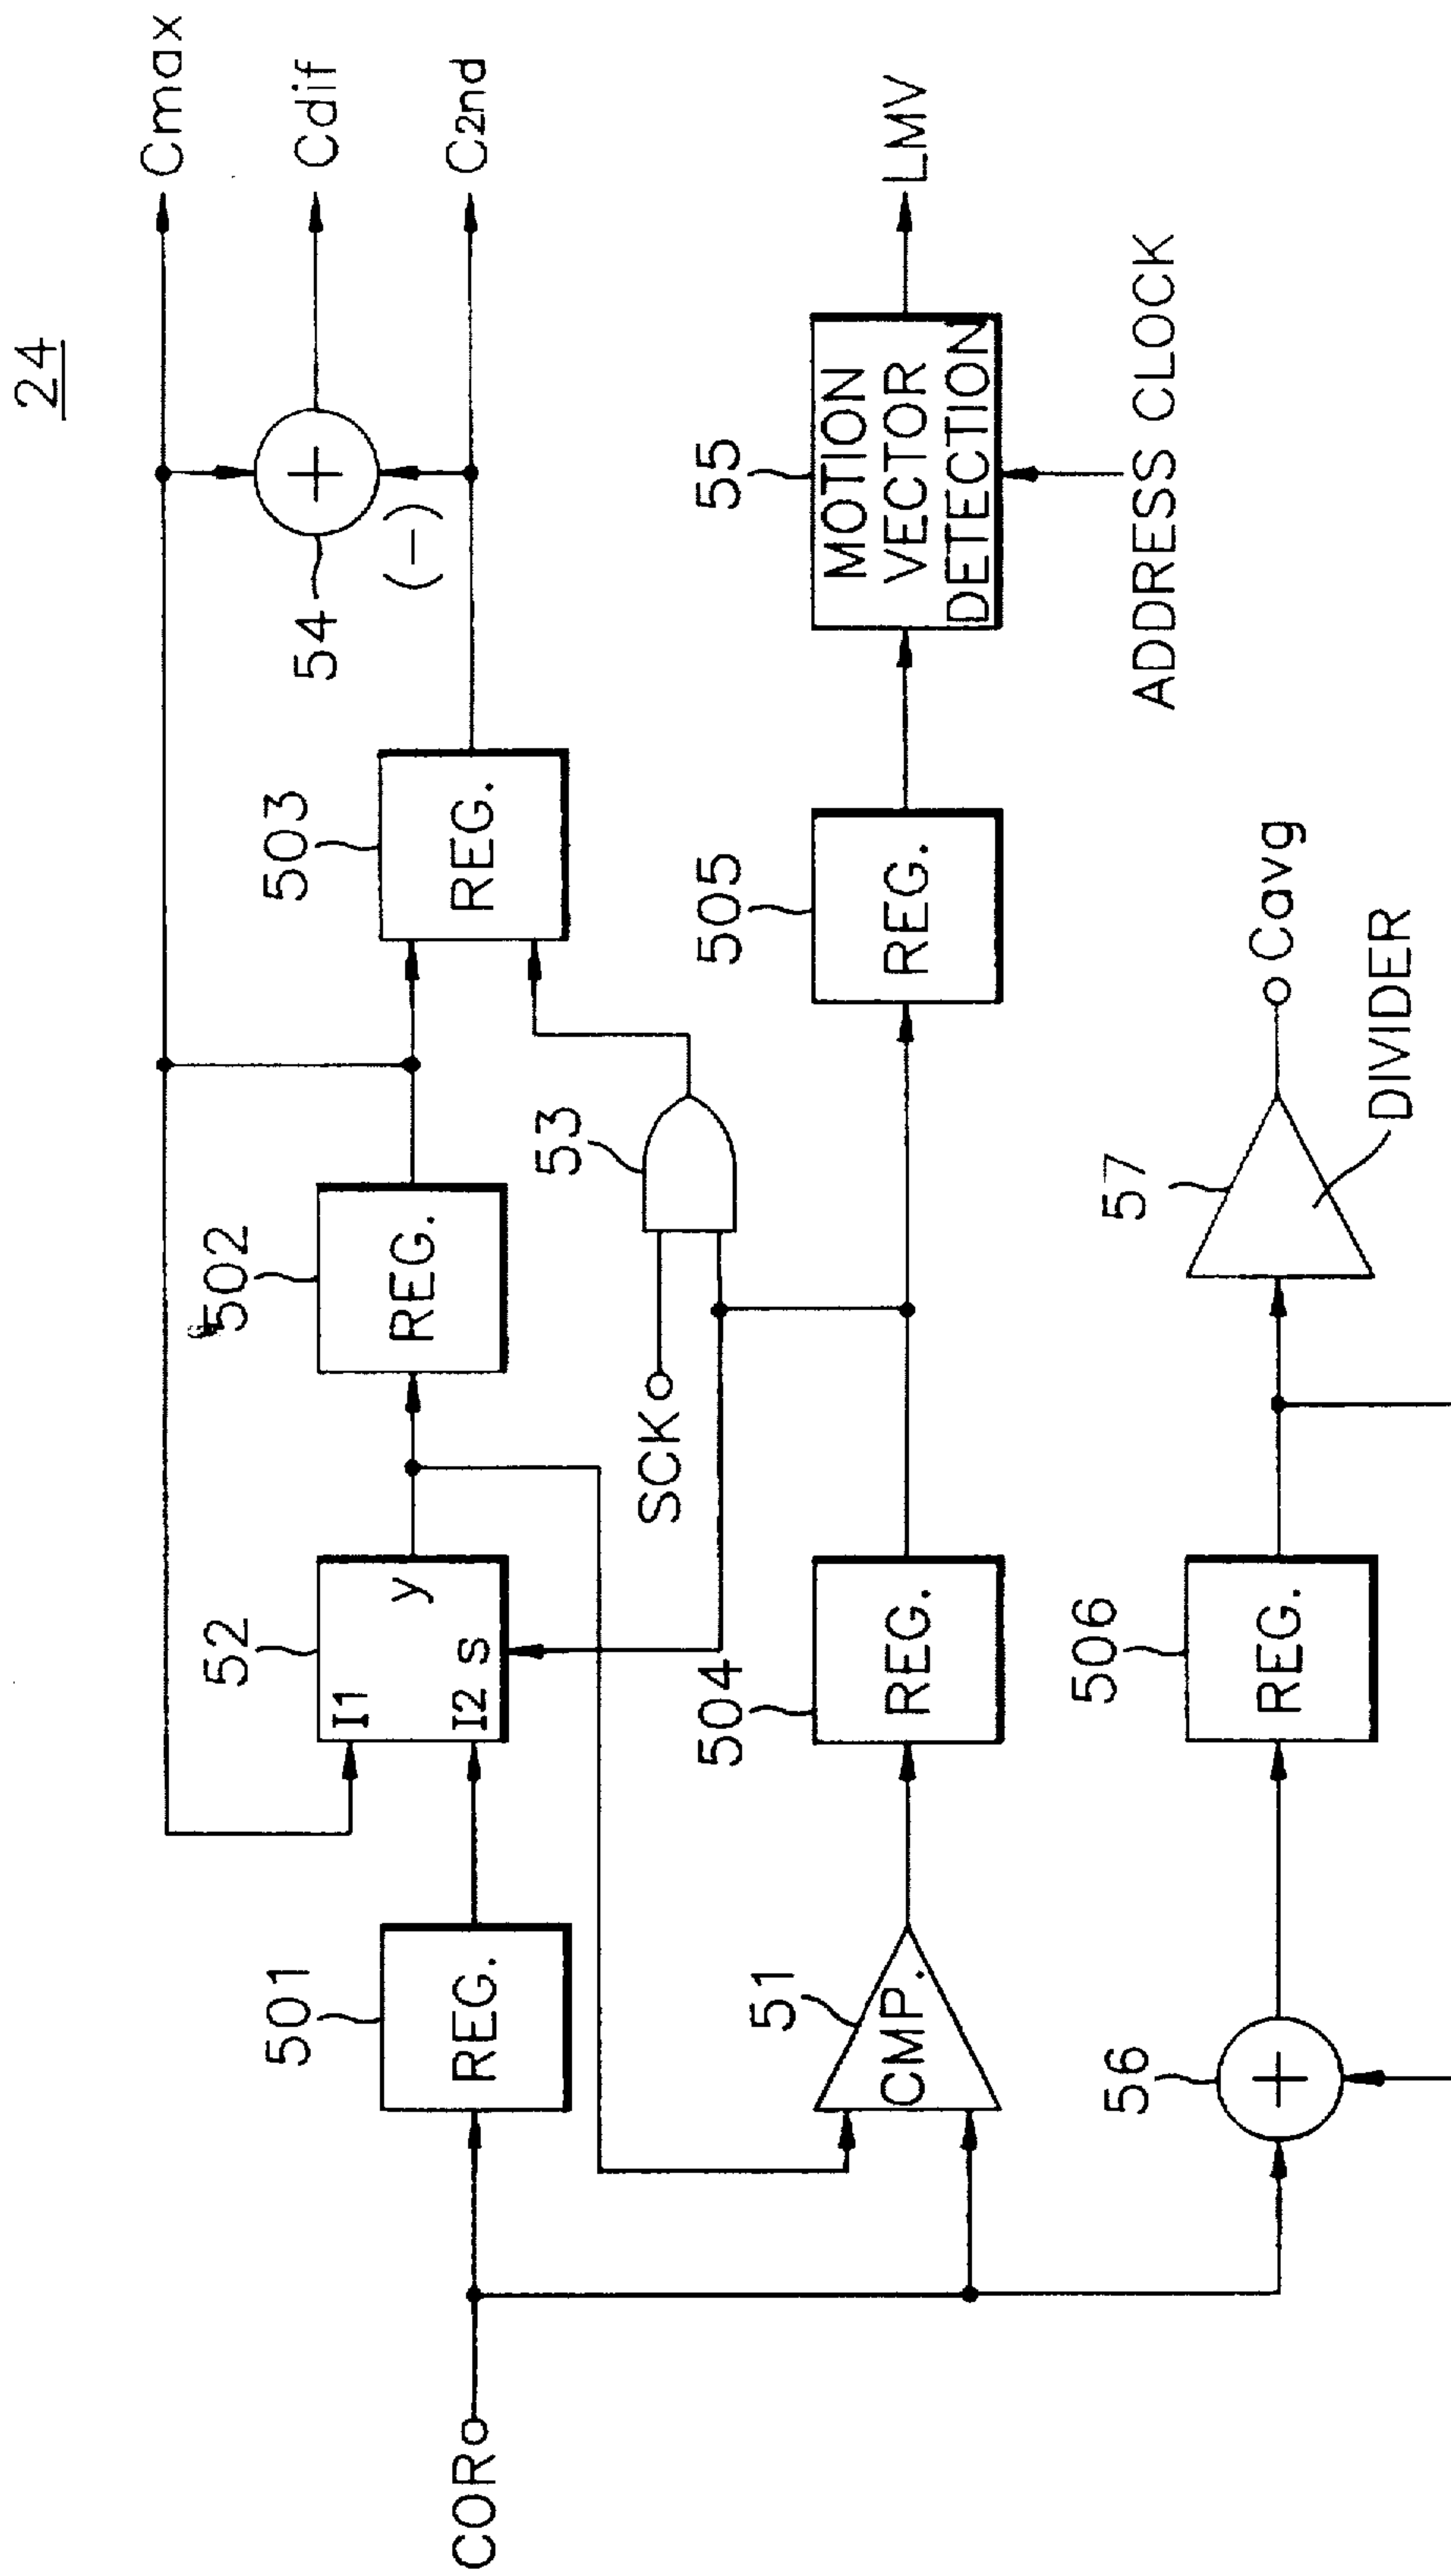 24
Cmax
Cdif
C2nd
54
(-)
503
REG.
502
REG.
52
I1
I2
s
y
501
REG.
53
SCK
COR
51
CMP.
504
REG.
505
REG.
55
MOTION
VECTOR
DETECTION
LMV
ADDRESS CLOCK
56
506
REG.
57
DIVIDER
Cavg